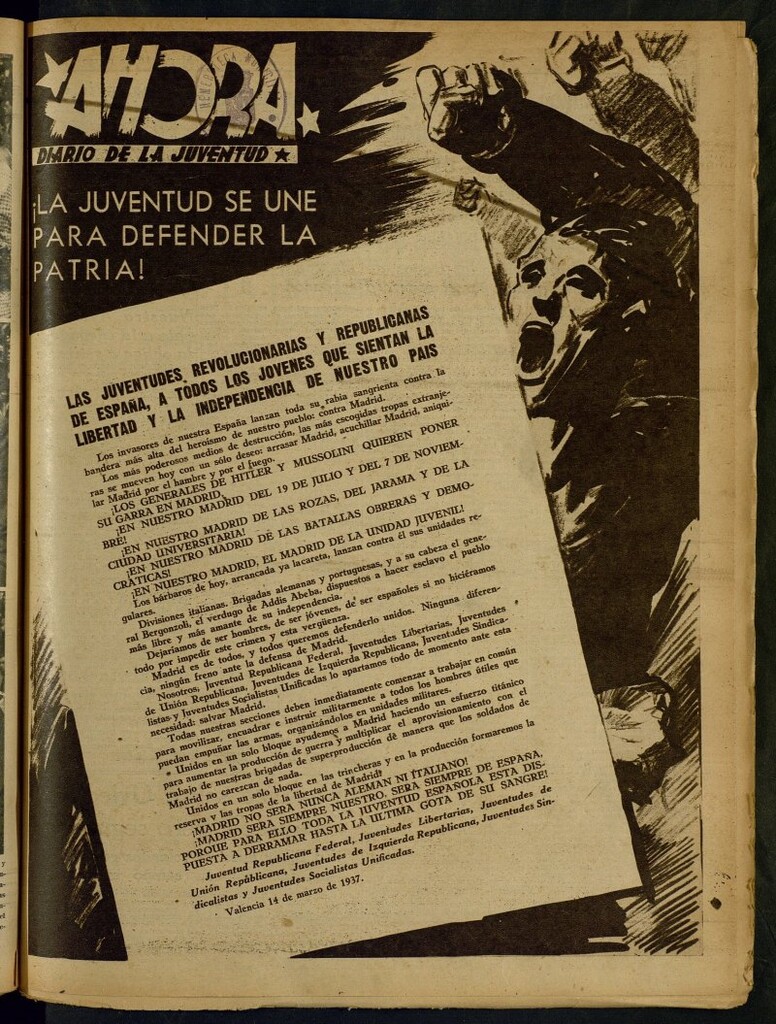 AHORA
DIARIO DE LA JUVENTUD
¡LA JUVENTUD SE UNE
PARA DEFENDER LA
PATRIA!
LAS JUVENTUDES REVOLUCIONARIAS Y REPUBLICANAS
DE ESPAÑA, A TODOS LOS JOVENES QUE SIENTAN LA
LIBERTAD Y LA INDEPENDENCIA DE NUESTRO PAIS
Los invasores de nuestra España lanzan toda su rabia sangrienta contra la
bandera más alta del heroísmo de nuestro pueblo: contra Madrid.
Los más poderosos medios de destrucción, las más escogidas tropas extranje-
ras se mueven hoy con un sólo deseo: arrasar Madrid, acuchillar Madrid, aniqui-
lar Madrid por el hambre y por el fuego.
¡LOS GENERALES DE HITLER Y MUSSOLINI QUIEREN PONER
SU GARRA EN MADRID,
¡EN NUESTRO MADRID DEL 19 DE JULIO Y DEL 7 DE NOVIEM-
BRE!
¡EN NUESTRO MADRID DE LAS ROZAS, DEL JARAMA Y DE LA
CIUDAD UNIVERSITARIA!
¡EN NUESTRO MADRID DE LAS BATALLAS OBRERAS Y DEMO-
CRATICAS!
¡EN NUESTRO MADRID, EL MADRID DE LA UNIDAD JUVENIL!
Los bárbaros de hoy, arrancada ya la careta, lanzan contra él sus unidades re-
gulares.
Divisiones italianas. Brigadas alemanas y portuguesas, y a su cabeza el gene-
ral Bergonzoli, el verdugo de Addis Abeba, dispuestos a hacer esclavo el pueblo
más libre y más amante de su independencia.
Dejaríamos de ser hombres, de ser jóvenes, de ser españoles si no hiciéramos
todo por impedir este crimen y esta vergüenza.
Madrid es de todos, y todos queremos defenderlo unidos. Ninguna diferen-
cia, ningún freno ante la defensa de Madrid.
Nosotros, Juventud Republicana Federal, Juventudes Libertarias, Juventudes
de Unión Republicana, Juventudes de Izquierda Republicana, Juventudes Sindica-
listas y Juventudes Socialistas Unificadas lo apartamos todo de momento ante esta
necesidad: salvar Madrid.
Todas nuestras secciones deben inmediatamente comenzar a trabajar en común
para movilizar, encuadrar e instruir militarmente a todos los hombres útiles que
puedan empuñar las armas, organizándolos en unidades militares.
Unidos en un solo bloque ayudemos a Madrid haciendo un esfuerzo titánico
para aumentar la producción de guerra y multiplicar el aprovisionamiento con el
trabajo de nuestras brigadas de superproducción de manera que los soldados de
Madrid no carezcan de nada.
Unidos en un solo bloque en las trincheras y en la producción formaremos la
reserva y las tropas de la libertad de Madrid
¡MADRID NO SERA NUNCA ALEMAN NI ITALIANO!
¡MADRID SERA SIEMPRE NUESTRO, SERA SIEMPRE DE ESPAÑA,
PORQUE PARA ELLO TODA LA JUVENTUD ESPAÑOLA ESTA DIS-
PUESTA A DERRAMAR HASTA LA ULTIMA GOTA DE SU SANGRE!
Juventud Republicana Federal, Juventudes Libertarias, Juventudes de
Unión Repúblicana, Juventudes de Izquierda Republicana, Juventudes Sin-
dicalistas y Juventudes Socialistas Unificadas.
Valencia 14 de marzo de 1937.